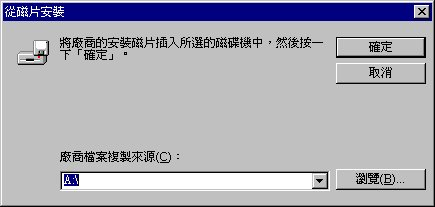 從磁片安裝
將廠商的安裝磁片插入所選的磁碟機中，然後按一
下「確定」。
確定
取消
廠商檔案複製來源(C)：
A:\
瀏覽(B)...